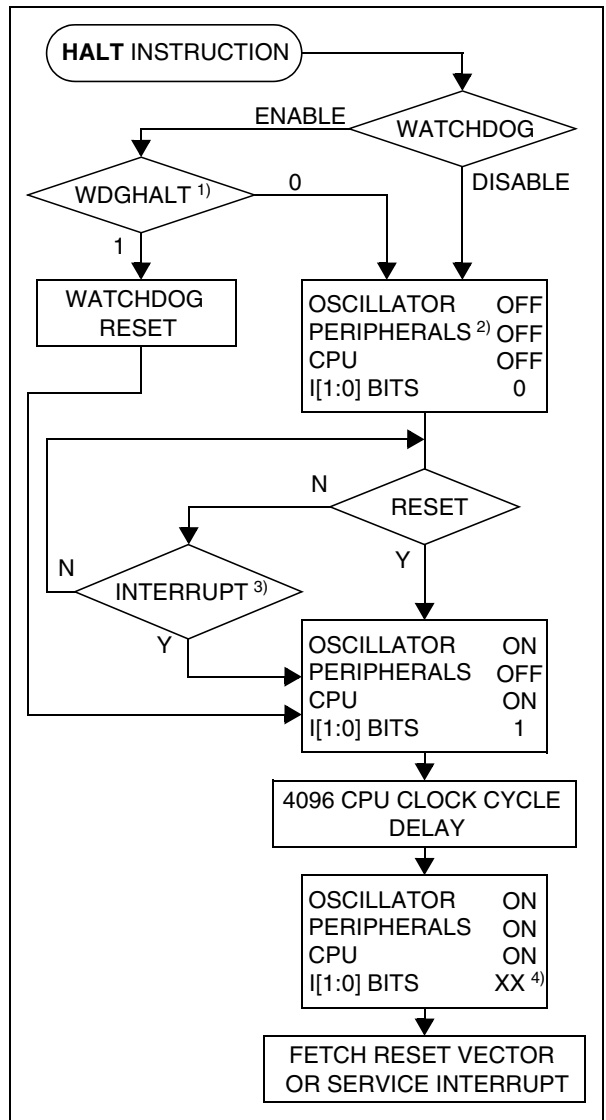 HALT INSTRUCTION
ENABLE
WATCHDOG
WDGHALT 1)
0
DISABLE
1
WATCHDOG
RESET
OSCILLATOR OFF
PERIPHERALS 2) OFF
CPU OFF
I[1:0] BITS 0
N
RESET
N
INTERRUPT 3)
Y
Y
OSCILLATOR ON
PERIPHERALS OFF
CPU ON
I[1:0] BITS 1
4096 CPU CLOCK CYCLE
DELAY
OSCILLATOR ON
PERIPHERALS ON
CPU ON
I[1:0] BITS XX 4)
FETCH RESET VECTOR
OR SERVICE INTERRUPT